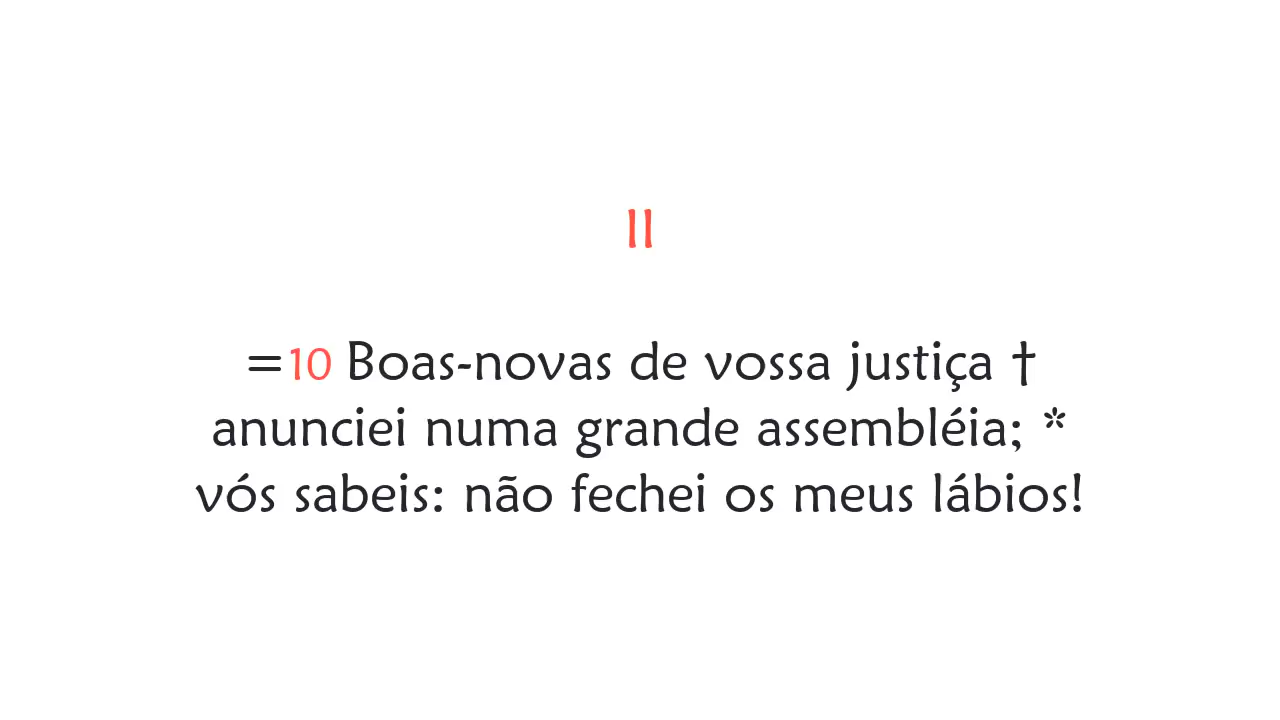 II
=10 Boas-novas de vossa justiça †
anunciei numa grande assembléia; *
vós sabeis: não fechei os meus lábios!